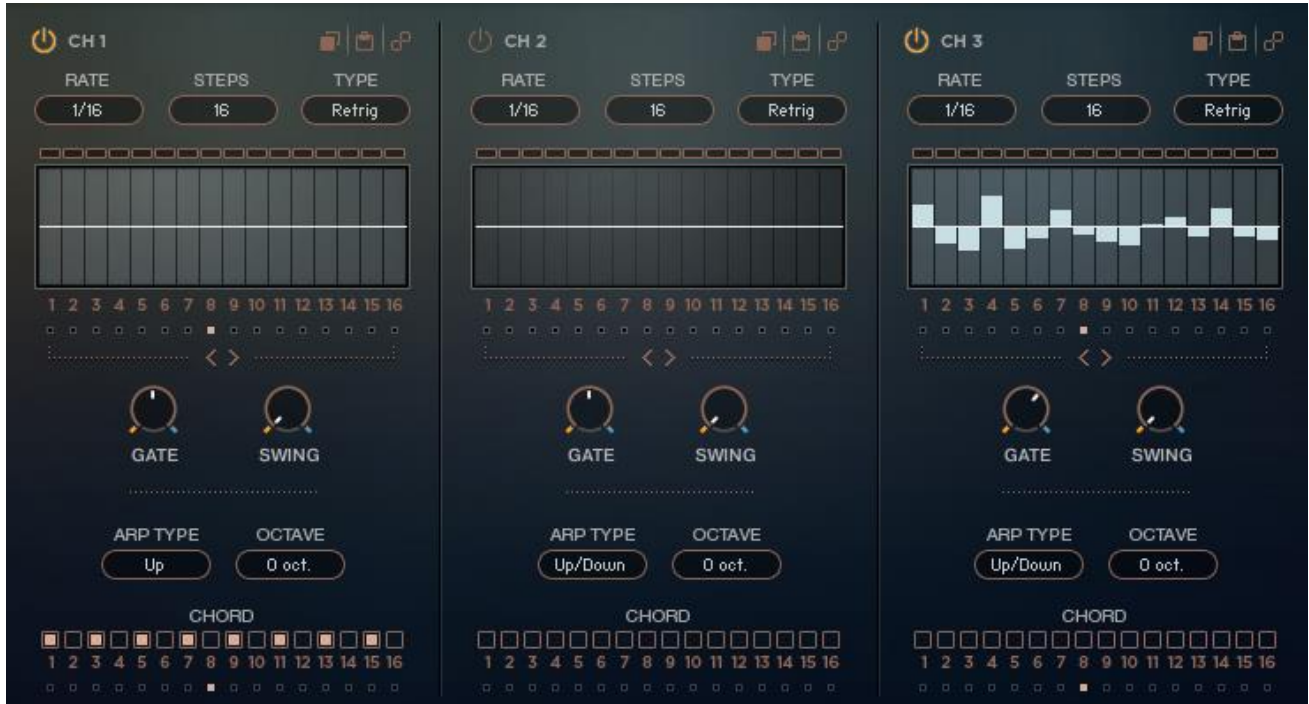 CH 1
RATE STEPS TYPE
1/16 16 Retrig
1 2 3 4 5 6 7 8 9 10 11 12 13 14 15 16
GATE SWING
ARP TYPE OCTAVE
Up 0 oct.
CHORD
1 2 3 4 5 6 7 8 9 10 11 12 13 14 15 16
CH 2
RATE STEPS TYPE
1/16 16 Retrig
1 2 3 4 5 6 7 8 9 10 11 12 13 14 15 16
GATE SWING
ARP TYPE OCTAVE
Up/Down 0 oct.
CHORD
1 2 3 4 5 6 7 8 9 10 11 12 13 14 15 16
CH 3
RATE STEPS TYPE
1/16 16 Retrig
1 2 3 4 5 6 7 8 9 10 11 12 13 14 15 16
GATE SWING
ARP TYPE OCTAVE
Up/Down 0 oct.
CHORD
1 2 3 4 5 6 7 8 9 10 11 12 13 14 15 16